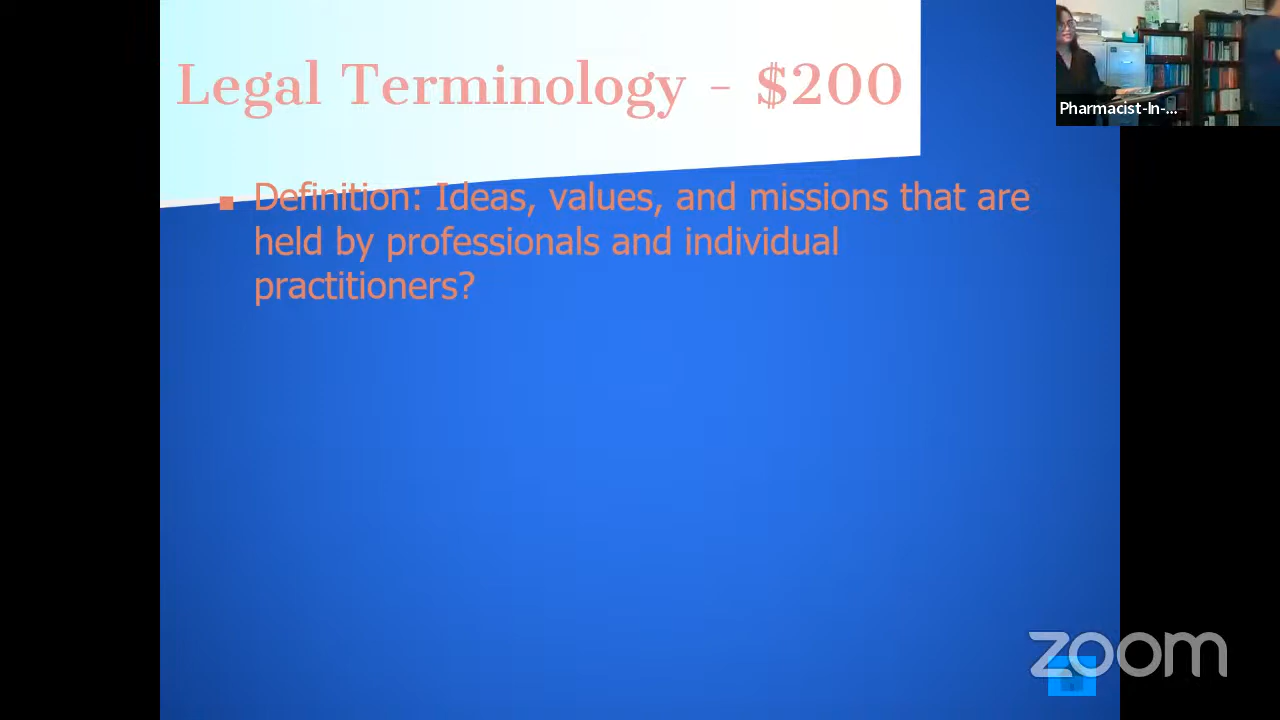 Legal Terminology - $200
Pharmacist-In-...
■ Definition: Ideas, values, and missions that are
held by professionals and individual
practitioners?
zoom